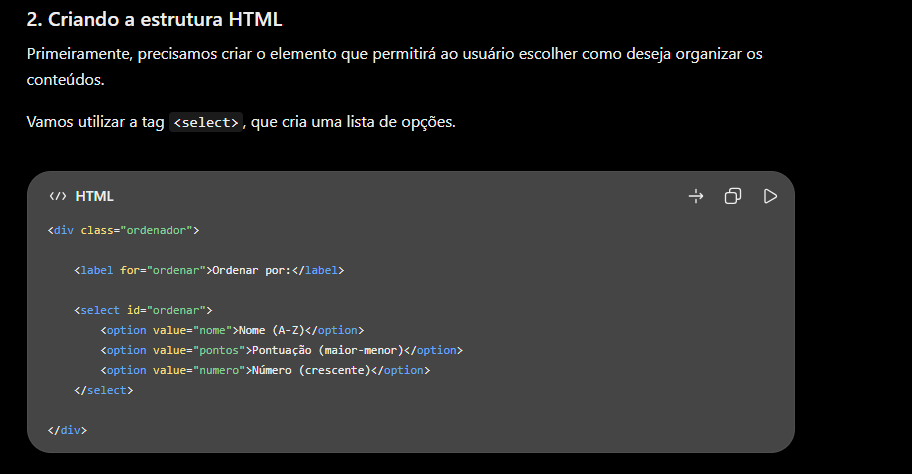 2. Criando a estrutura HTML
Primeiramente, precisamos criar o elemento que permitirá ao usuário escolher como deseja organizar os
conteúdos.
Vamos utilizar a tag <select>, que cria uma lista de opções.
</> HTML
<div class="ordenador">
<label for="ordenar">Ordenar por:</label>
<select id="ordenar">
<option value="nome">Nome (A-Z)</option>
<option value="pontos">Pontuação (maior-menor)</option>
<option value="numero">Número (crescente)</option>
</select>
</div>